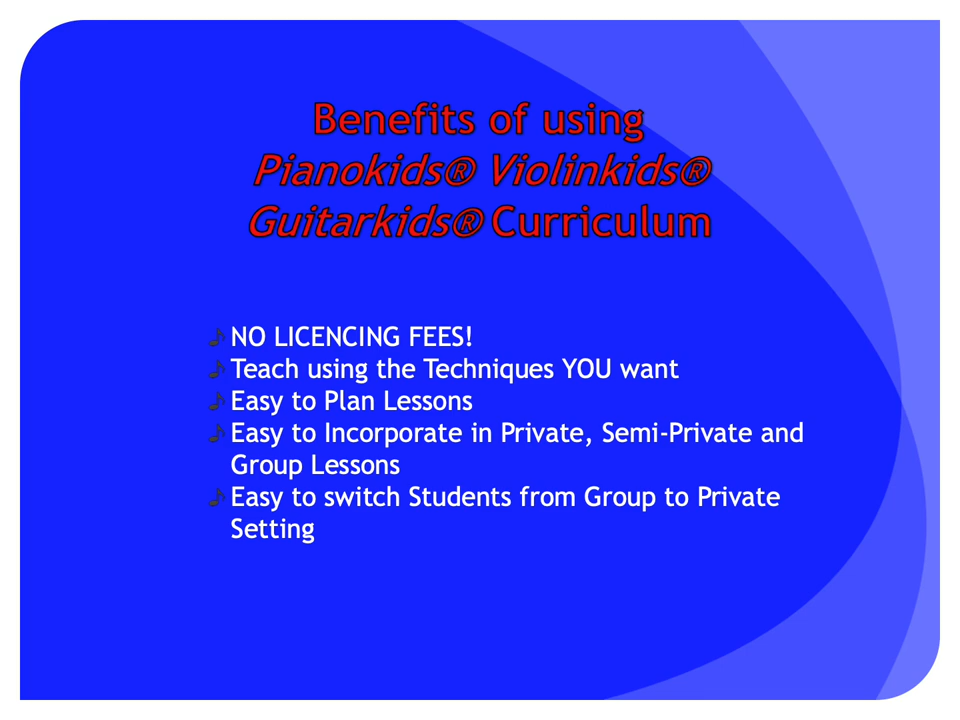 Benefits of using
Pianokids® Violinkids®
Guitarkids® Curriculum
NO LICENCING FEES!
Teach using the Techniques YOU want
Easy to Plan Lessons
Easy to Incorporate in Private, Semi-Private and
Group Lessons
Easy to switch Students from Group to Private
Setting